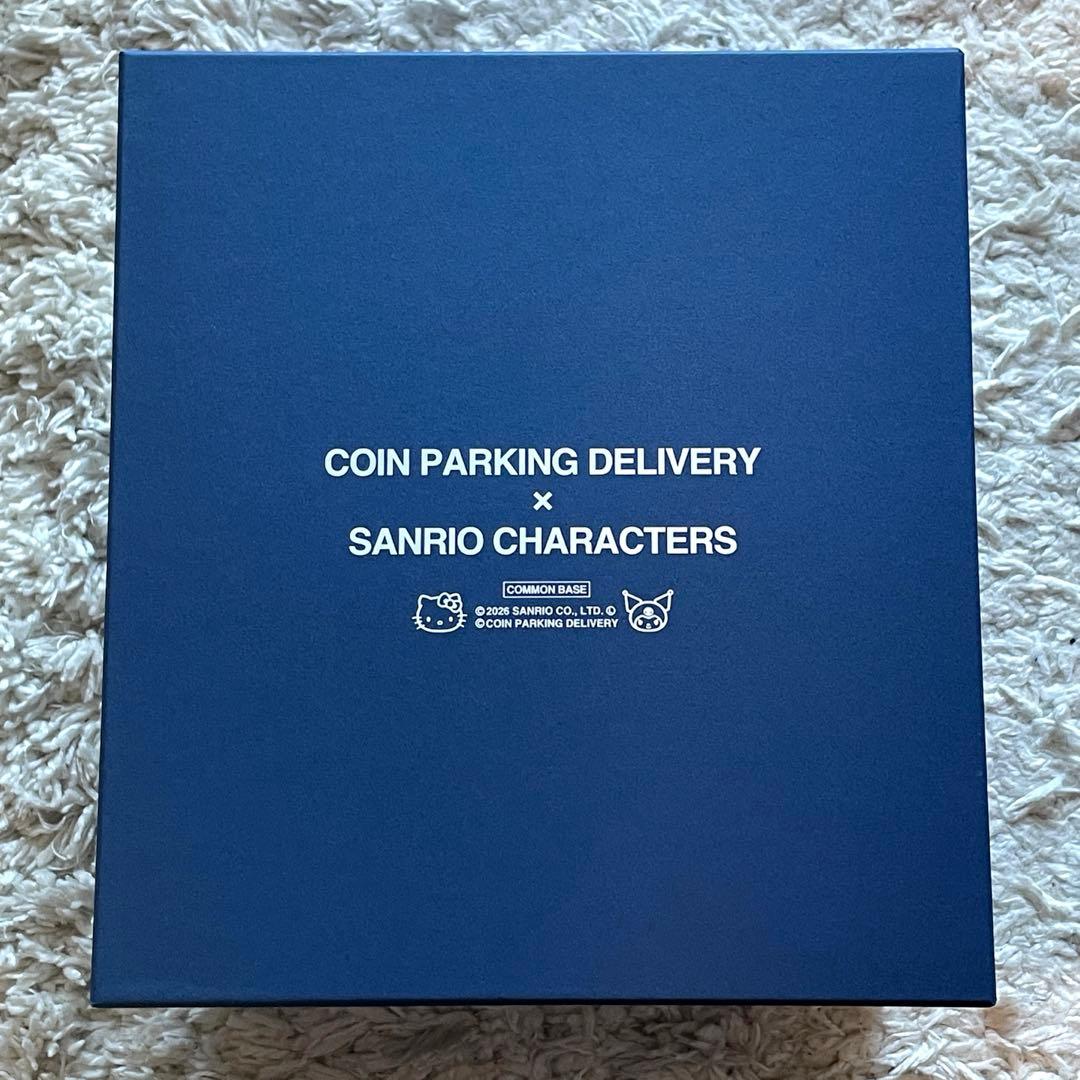 COIN PARKING DELIVERY
×
SANRIO CHARACTERS
COMMON BASE
©2026 SANRIO CO., LTD. Ⓛ
©COIN PARKING DELIVERY